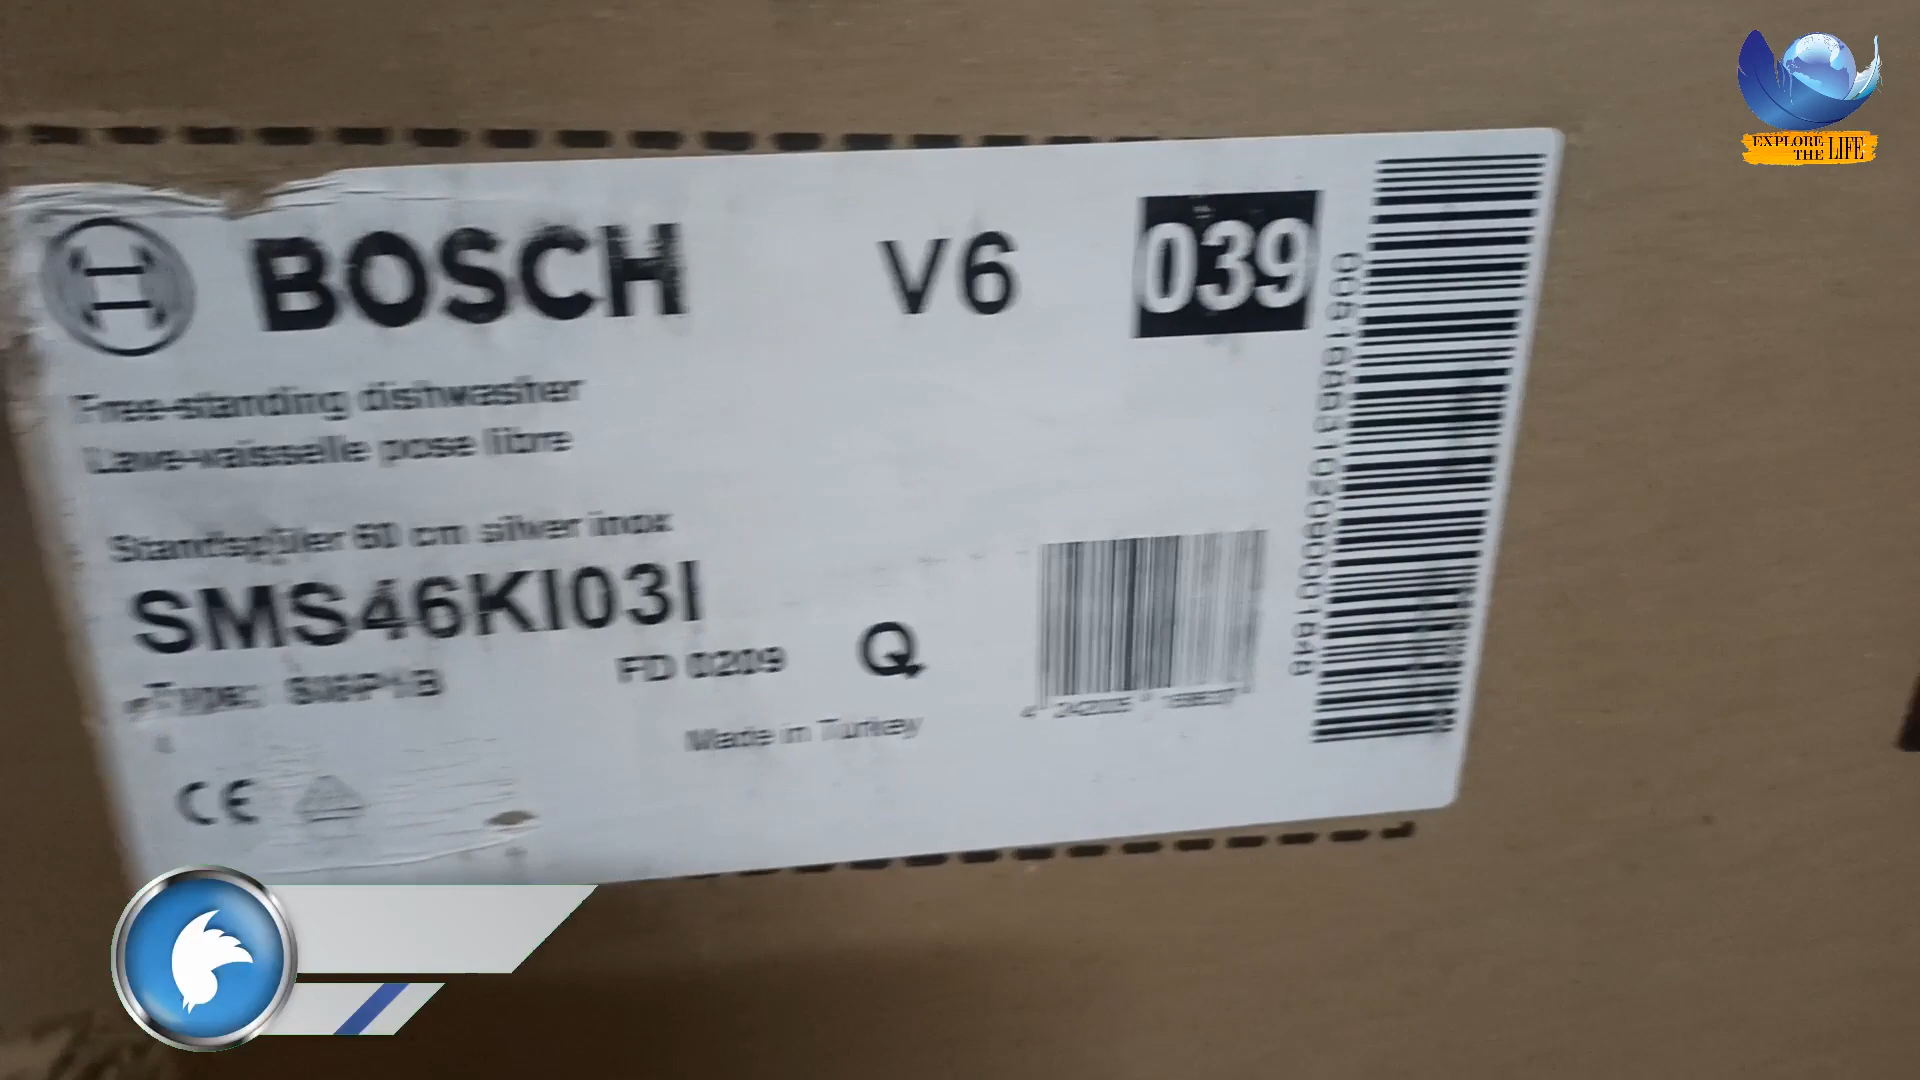 EXPLORE
THE LIFE
BOSCH V6 039
Free-standing dishwasher
Lave-vaisselle pose libre
Standspüler 60 cm silver inox
SMS46KI03I
Type: FD 0209 Q
Made in Turkey
CE